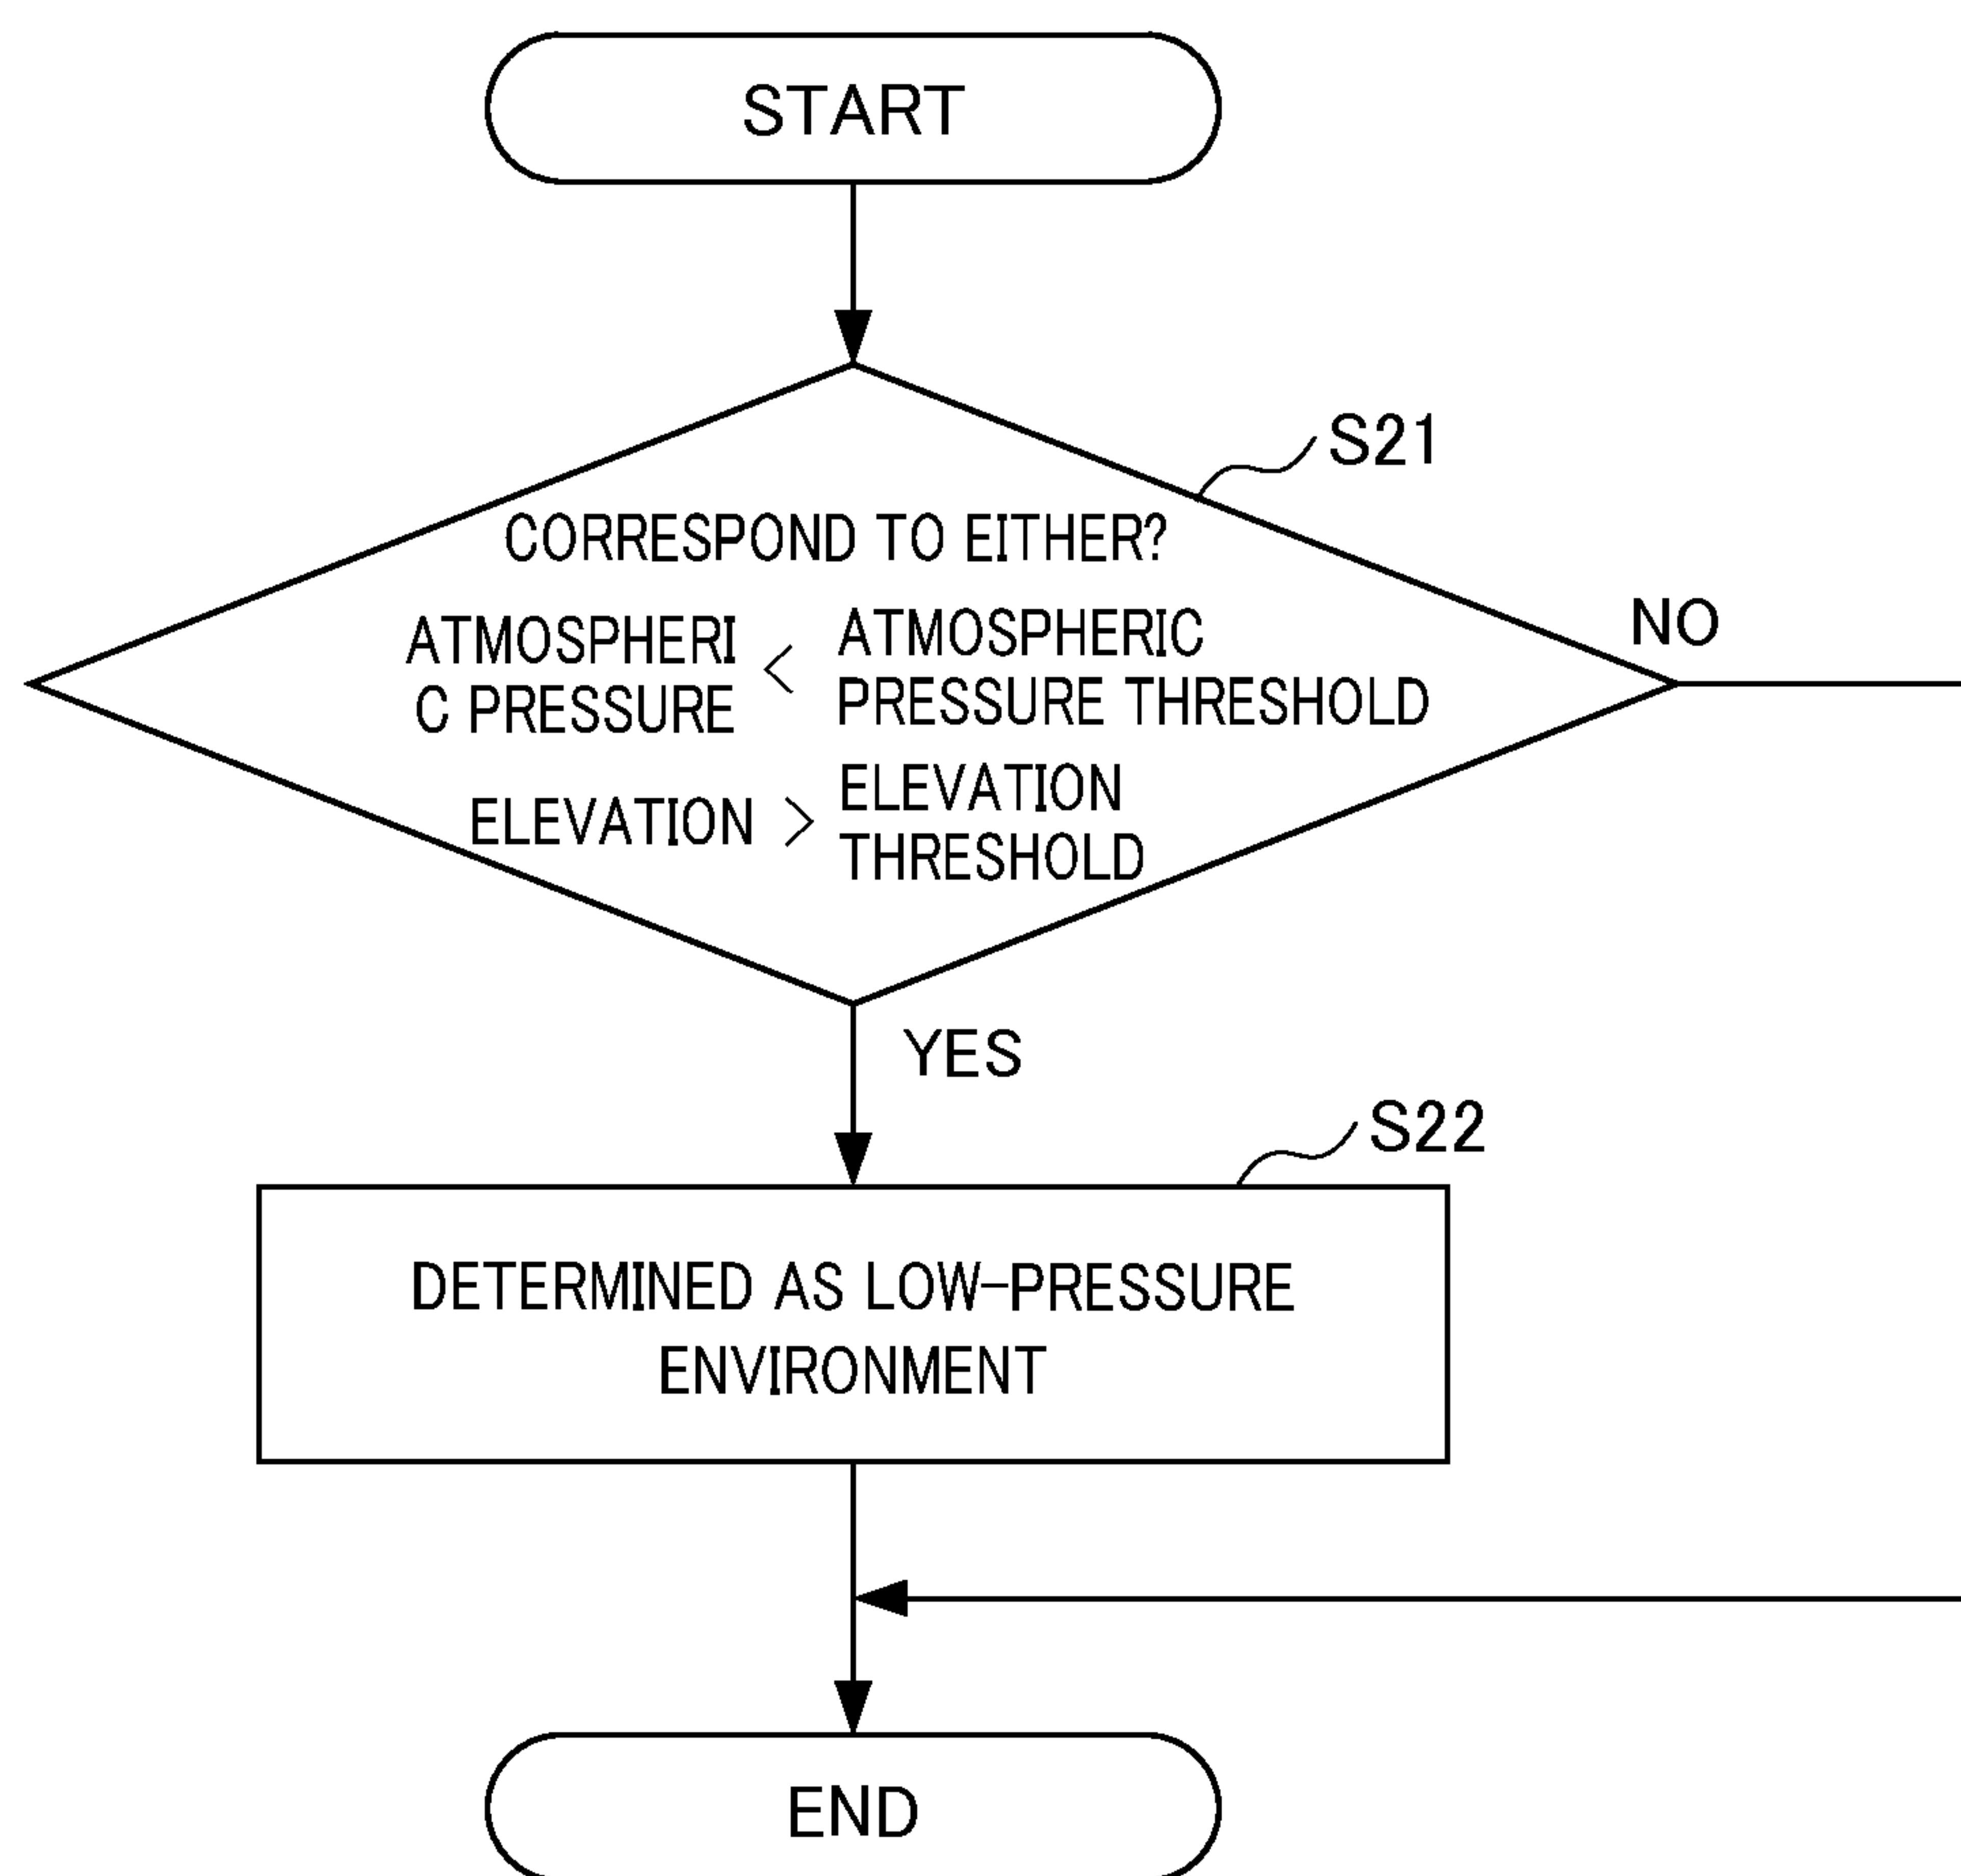 START
S21
CORRESPOND TO EITHER?
ATMOSPHERI
C PRESSURE
<
ATMOSPHERIC
PRESSURE THRESHOLD
NO
ELEVATION >
ELEVATION
THRESHOLD
YES
S22
DETERMINED AS LOW-PRESSURE
ENVIRONMENT
END